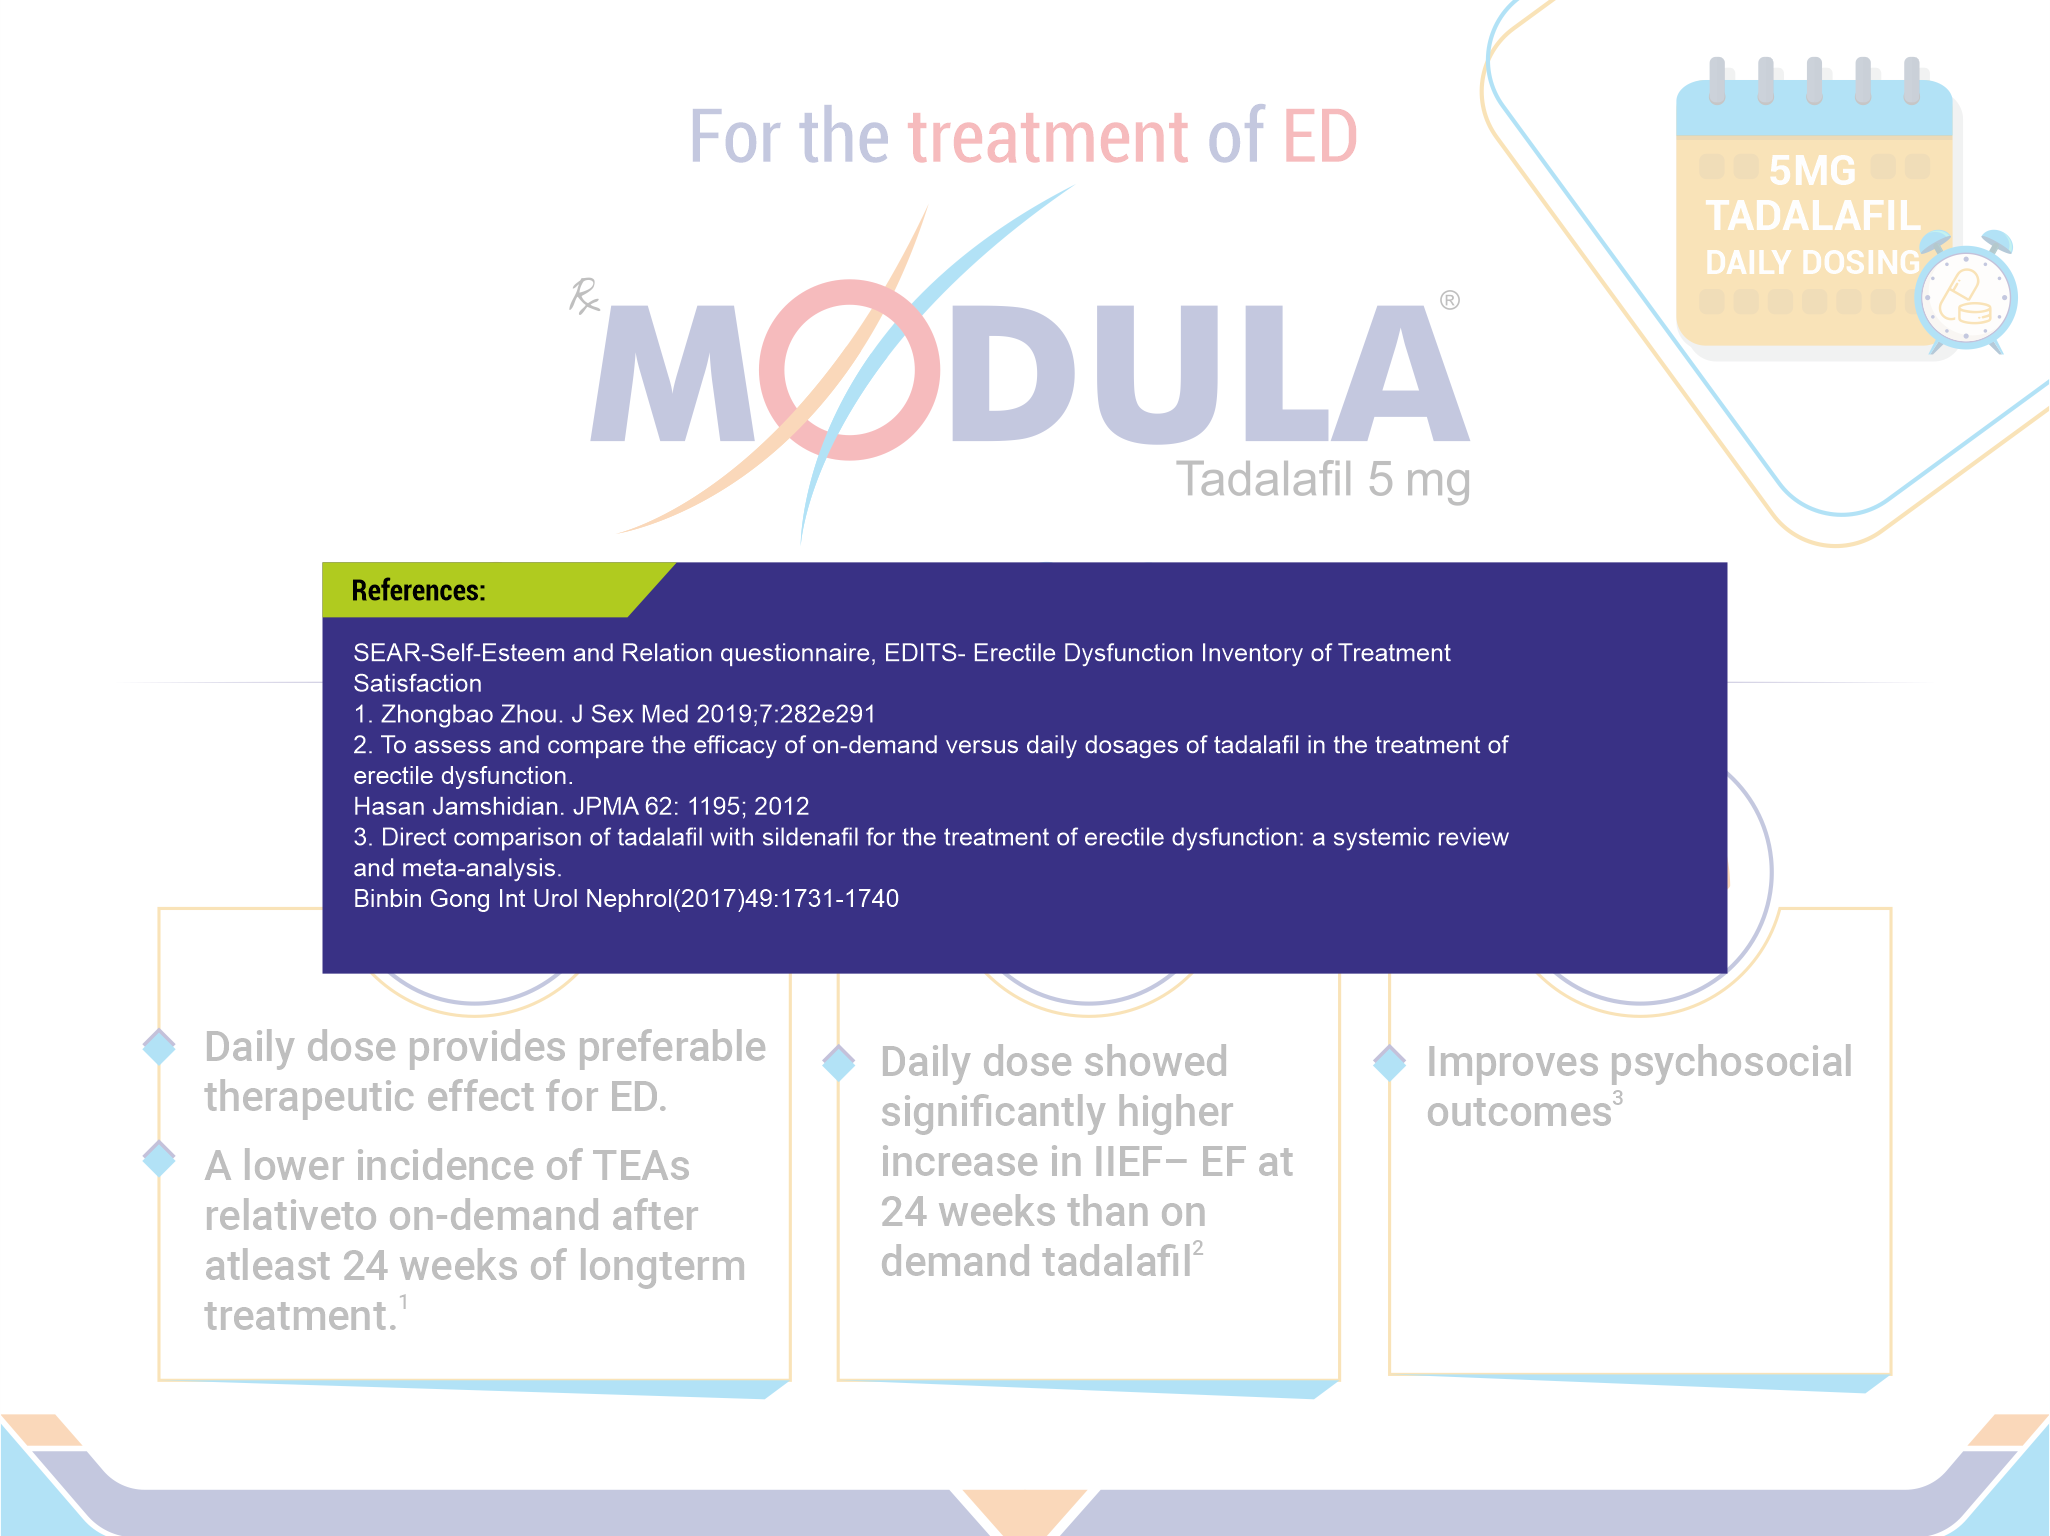 For the treatment of ED
5MG
TADALAFIL
DAILY DOSING
Rx
MODULA®
Tadalafil 5 mg
References:
SEAR-Self-Esteem and Relation questionnaire, EDITS- Erectile Dysfunction Inventory of Treatment
Satisfaction
1. Zhongbao Zhou. J Sex Med 2019;7:282e291
2. To assess and compare the efficacy of on-demand versus daily dosages of tadalafil in the treatment of
erectile dysfunction.
Hasan Jamshidian. JPMA 62: 1195; 2012
3. Direct comparison of tadalafil with sildenafil for the treatment of erectile dysfunction: a systemic review
and meta-analysis.
Binbin Gong Int Urol Nephrol(2017)49:1731-1740
Daily dose provides preferable
therapeutic effect for ED.
A lower incidence of TEAs
relativeto on-demand after
atleast 24 weeks of longterm
treatment.1
Daily dose showed
significantly higher
increase in IIEF– EF at
24 weeks than on
demand tadalafil2
Improves psychosocial
outcomes3